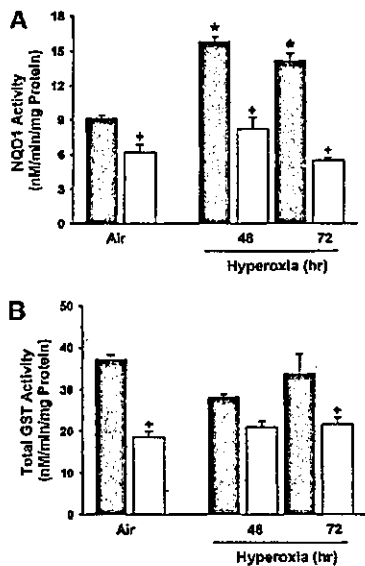 A
NQO1 Activity
(nM/min/mg Protein)
18
15
12
9
6
3
0
*
*
+
+
+
Air
48
72
Hyperoxia (hr)
B
Total GST Activity
(nM/min/mg Protein)
50
40
30
20
10
0
+
+
Air
48
72
Hyperoxia (hr)